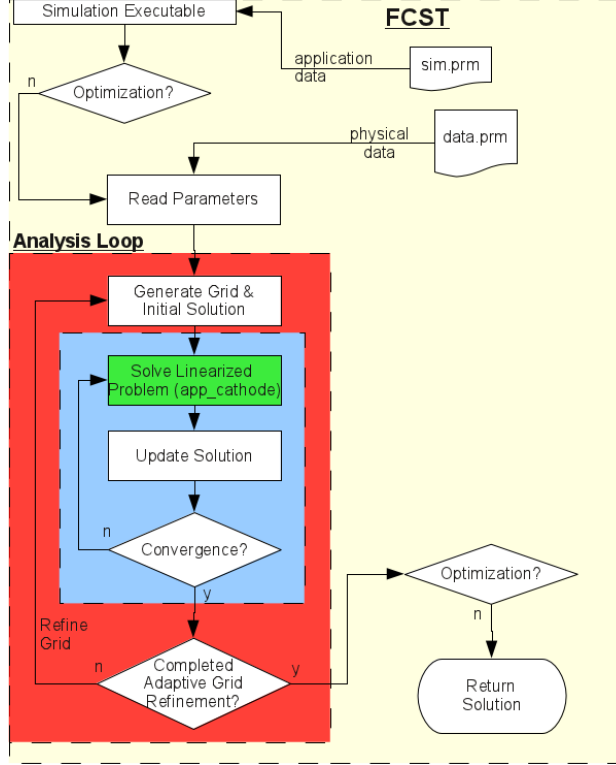 FCST
Simulation Executable
application
data
sim.prm
n
Optimization?
physical
data
data.prm
Read Parameters
Analysis Loop
Generate Grid &
Initial Solution
Solve Linearized
Problem (app_cathode)
Update Solution
n
Convergence?
y
Optimization?
n
Refine
Grid
n
Completed
Adaptive Grid
Refinement?
y
Return
Solution